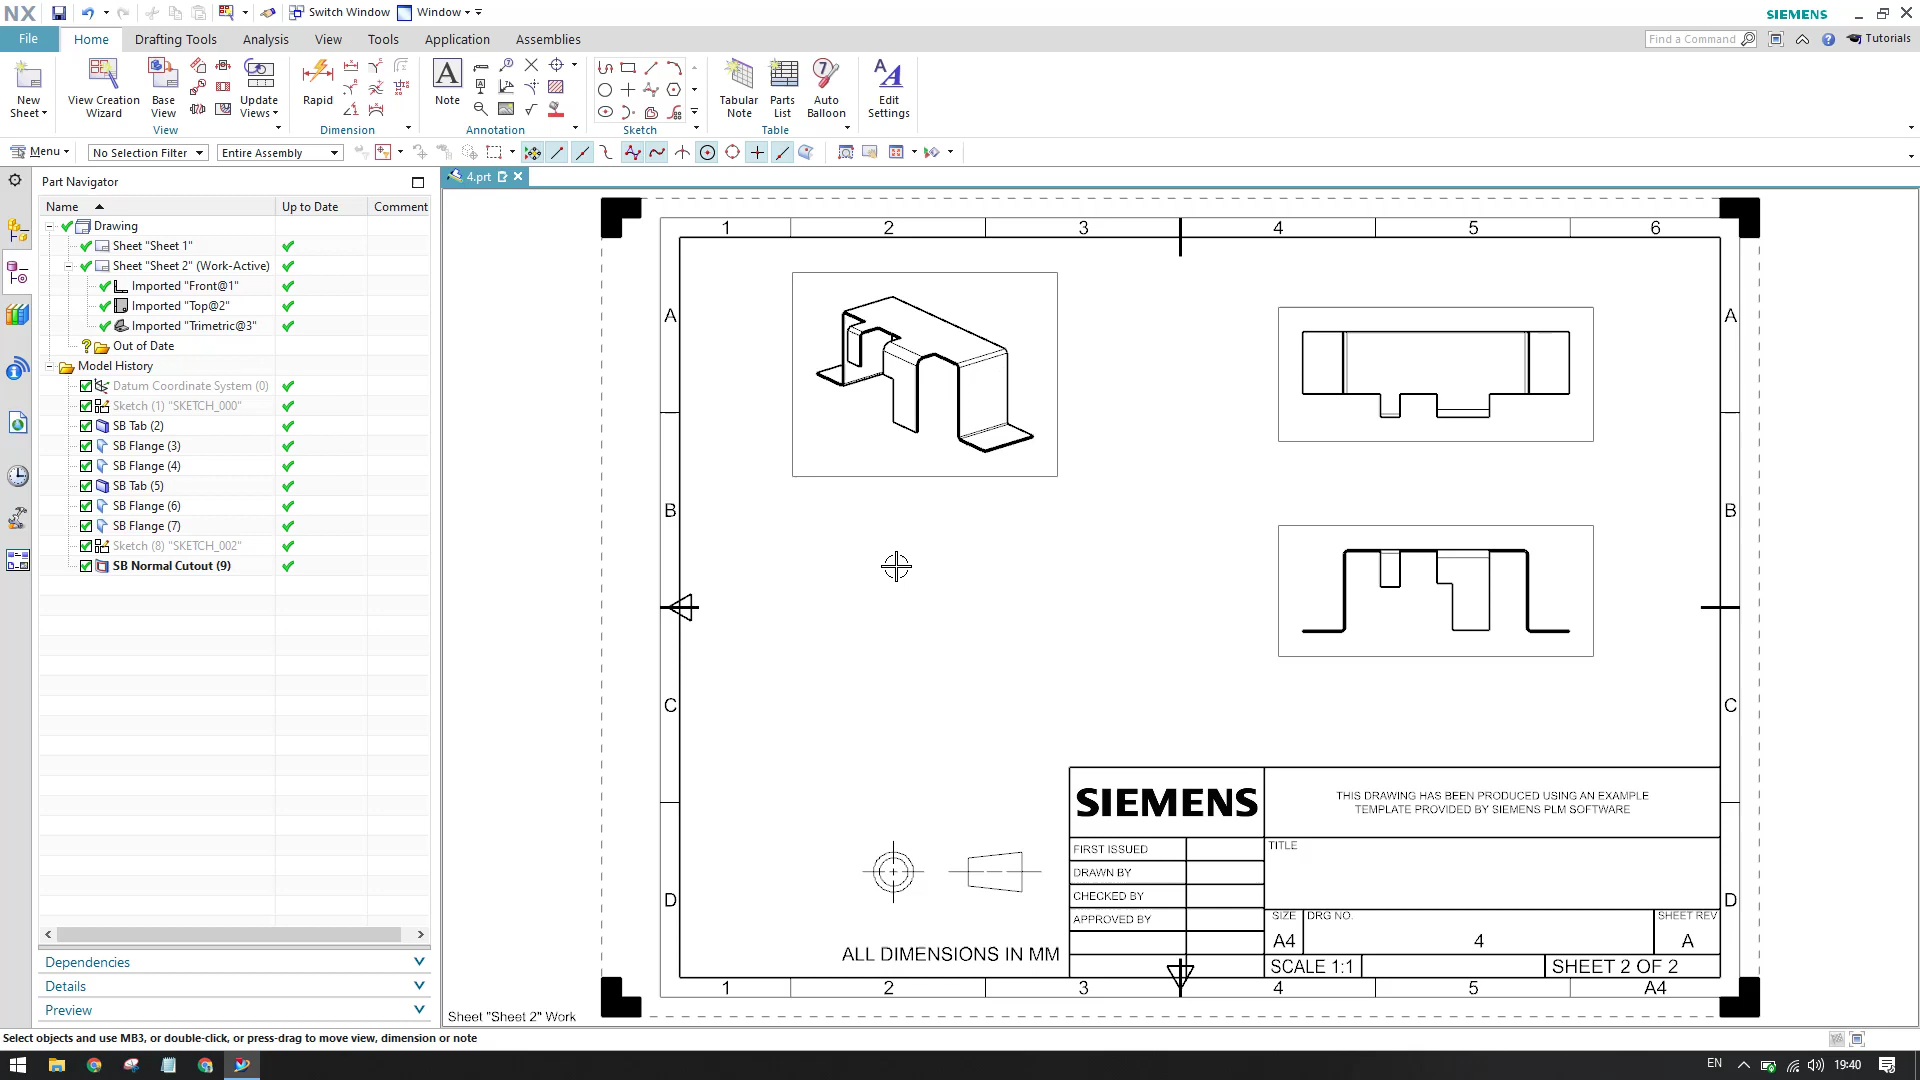 NX
Switch Window
Window
SIEMENS
File
Home
Drafting Tools
Analysis
View
Tools
Application
Assemblies
Find a Command
Tutorials
New
Sheet
View Creation
Wizard
Base
View
Update
Views
Rapid
Note
Tabular
Note
Parts
List
Auto
Balloon
Edit
Settings
View
Dimension
Annotation
Sketch
Table
Menu
No Selection Filter
Entire Assembly
Part Navigator
4.prt
Name
Up to Date
Comment
Drawing
Sheet "Sheet 1"
Sheet "Sheet 2" (Work-Active)
Imported "Front@1"
Imported "Top@2"
Imported "Trimetric@3"
Out of Date
Model History
Datum Coordinate System (0)
Sketch (1) "SKETCH_000"
SB Tab (2)
SB Flange (3)
SB Flange (4)
SB Tab (5)
SB Flange (6)
SB Flange (7)
Sketch (8) "SKETCH_002"
SB Normal Cutout (9)
Dependencies
Details
Preview
1 2 3 4 5 6
A A
B B
C C
D D
SIEMENS
THIS DRAWING HAS BEEN PRODUCED USING AN EXAMPLE
TEMPLATE PROVIDED BY SIEMENS PLM SOFTWARE
FIRST ISSUED
TITLE
DRAWN BY
CHECKED BY
APPROVED BY
SIZE
DRG NO.
SHEET REV
A4
4
A
ALL DIMENSIONS IN MM
SCALE 1:1
SHEET 2 OF 2
1 2 3 4 5 A4
Sheet "Sheet 2" Work
Select objects and use MB3, or double-click, or press-drag to move view, dimension or note
EN
19:40